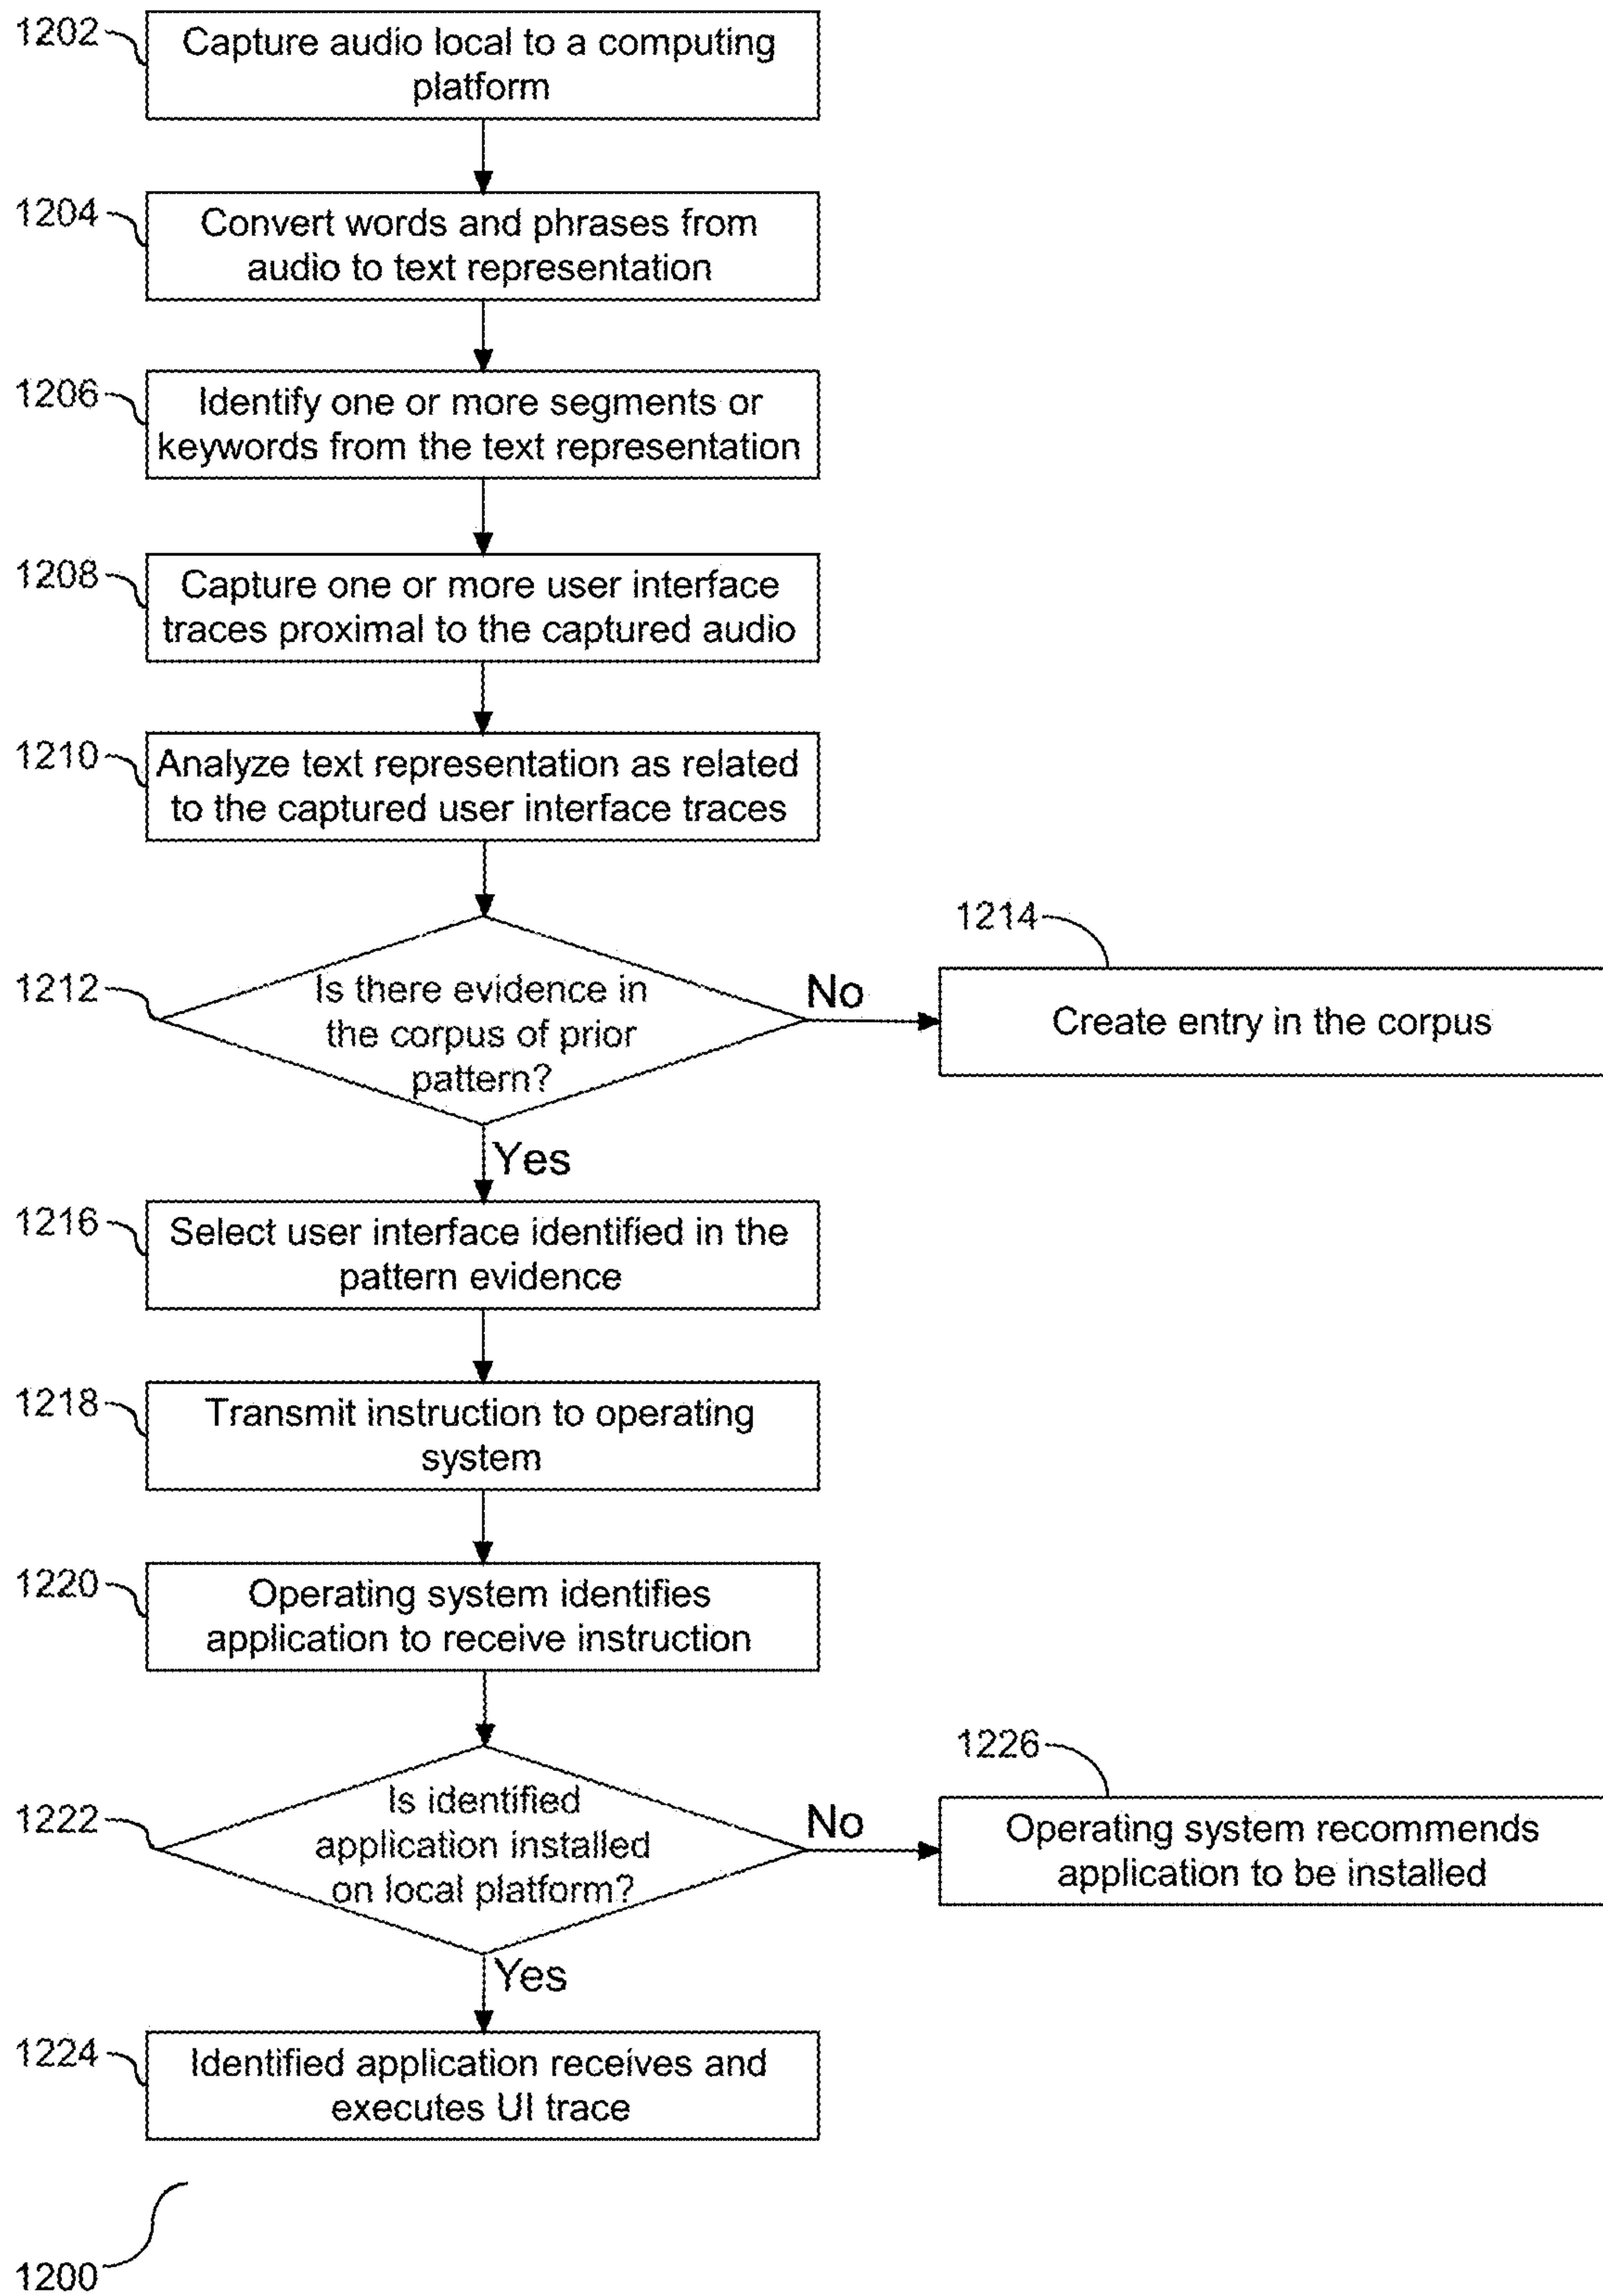 1202
Capture audio local to a computing
platform
1204
Convert words and phrases from
audio to text representation
1206
Identify one or more segments or
keywords from the text representation
1208
Capture one or more user interface
traces proximal to the captured audio
1210
Analyze text representation as related
to the captured user interface traces
1212
Is there evidence in
the corpus of prior
pattern?
No
1214
Create entry in the corpus
Yes
1216
Select user interface identified in the
pattern evidence
1218
Transmit instruction to operating
system
1220
Operating system identifies
application to receive instruction
1222
Is identified
application installed
on local platform?
No
1226
Operating system recommends
application to be installed
Yes
1224
Identified application receives and
executes UI trace
1200